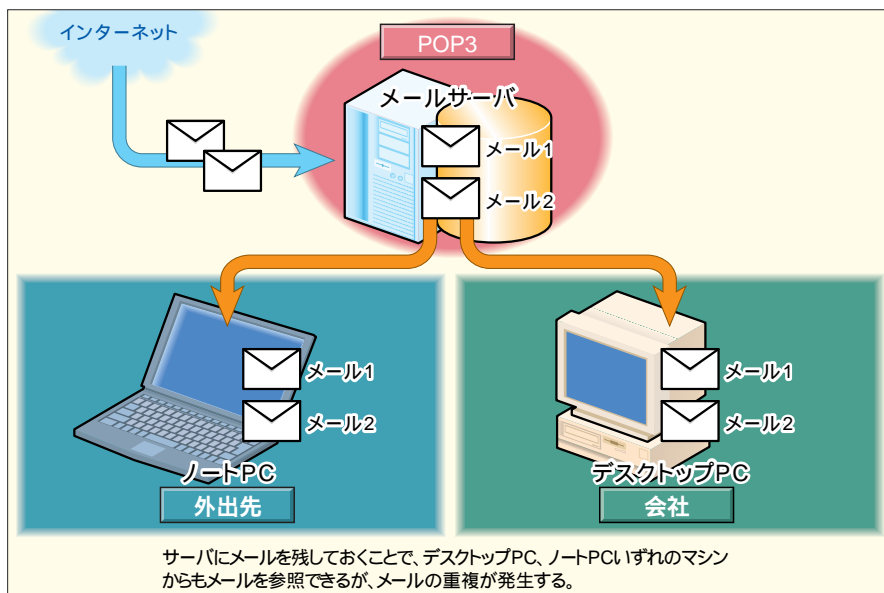 インターネット
POP3
メールサーバ
メール1
メール2
メール1
メール2
ノートPC
外出先
メール1
メール2
デスクトップPC
会社
サーバにメールを残しておくことで、デスクトップPC、ノートPCいずれのマシン
からもメールを参照できるが、メールの重複が発生する。